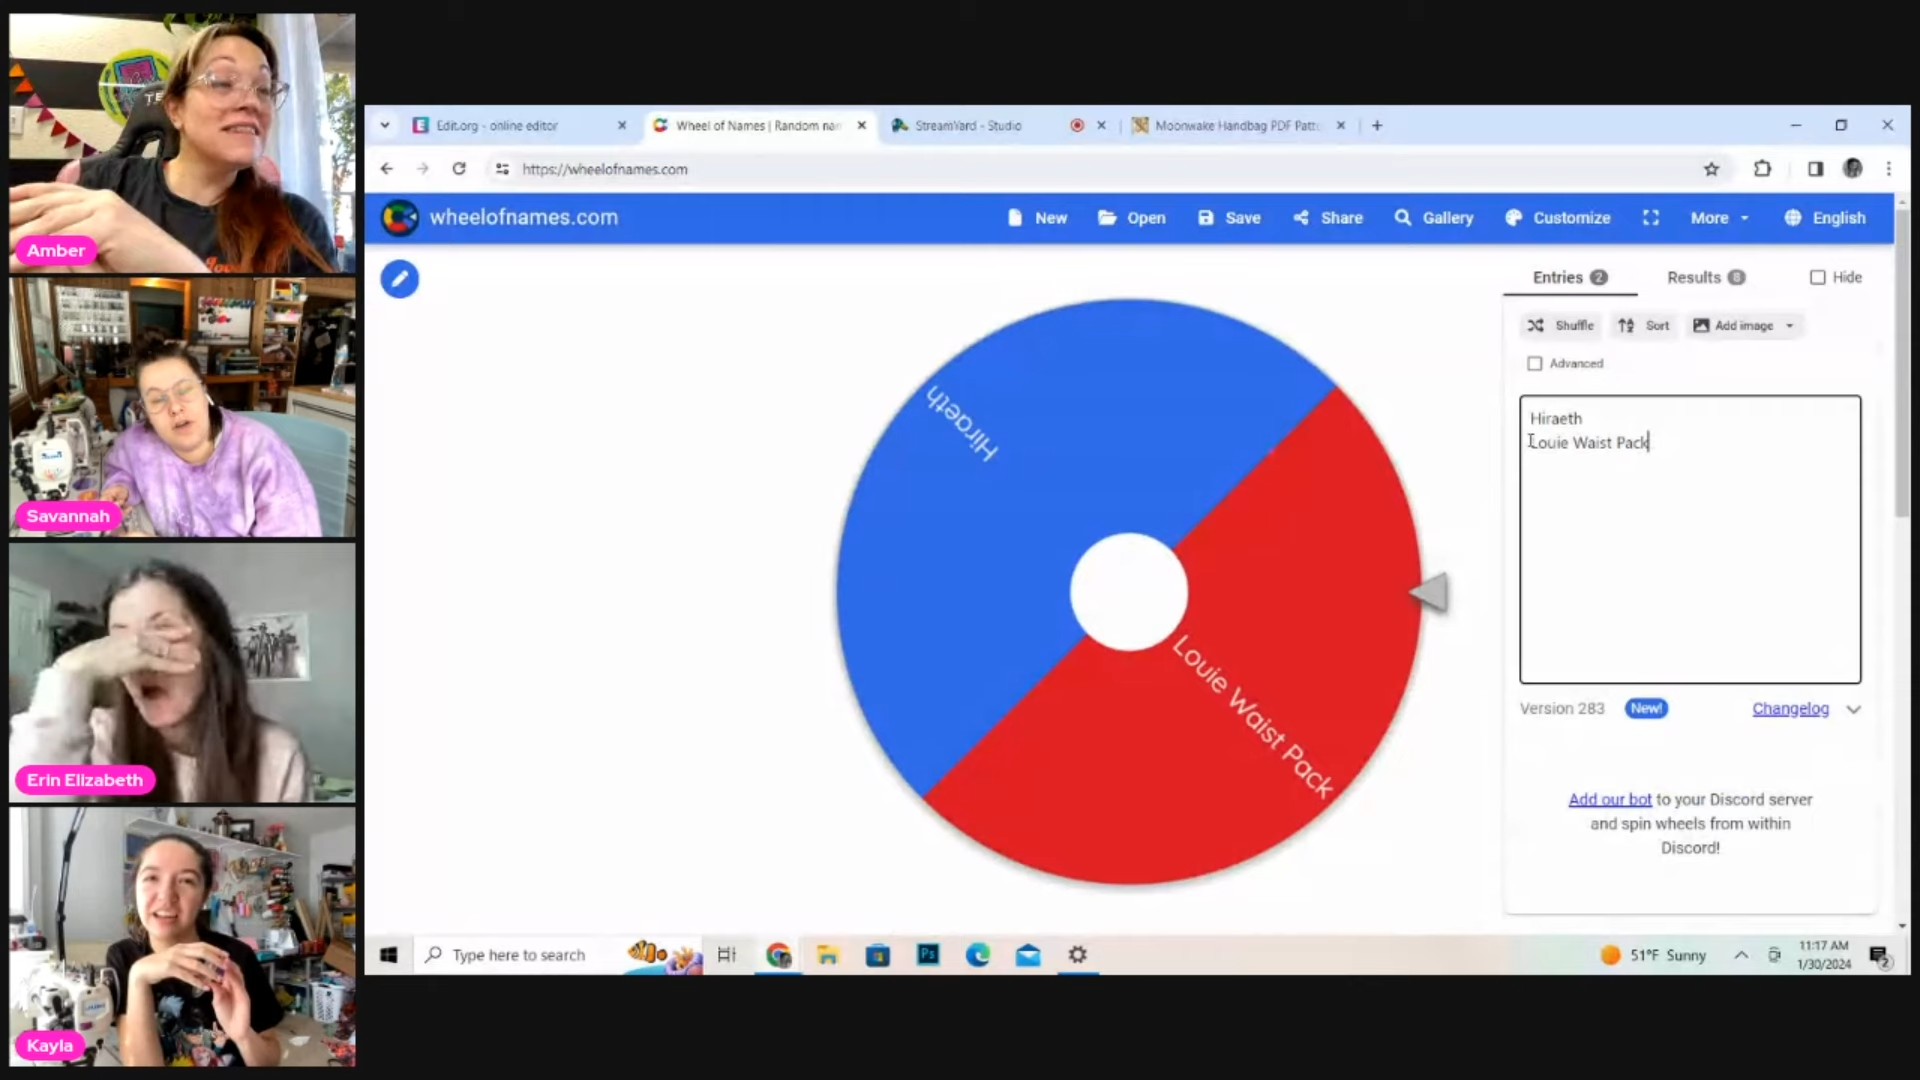 Amber
Savannah
Erin Elizabeth
Kayla
Edit.org - online editor
Wheel of Names | Random nar
StreamYard - Studio
Moonwake Handbag PDF Patt
https://wheelofnames.com
wheelofnames.com
New
Open
Save
Share
Gallery
Customize
More
English
Entries 2
Results 8
Hide
Shuffle
Sort
Add image
Advanced
Hiraeth
Louie Waist Pack
Hiraeth
Louie Waist Pack
Version 283
New!
Changelog
Add our bot to your Discord server
and spin wheels from within
Discord!
Type here to search
Ps
51°F Sunny
11:17 AM
1/30/2024
2